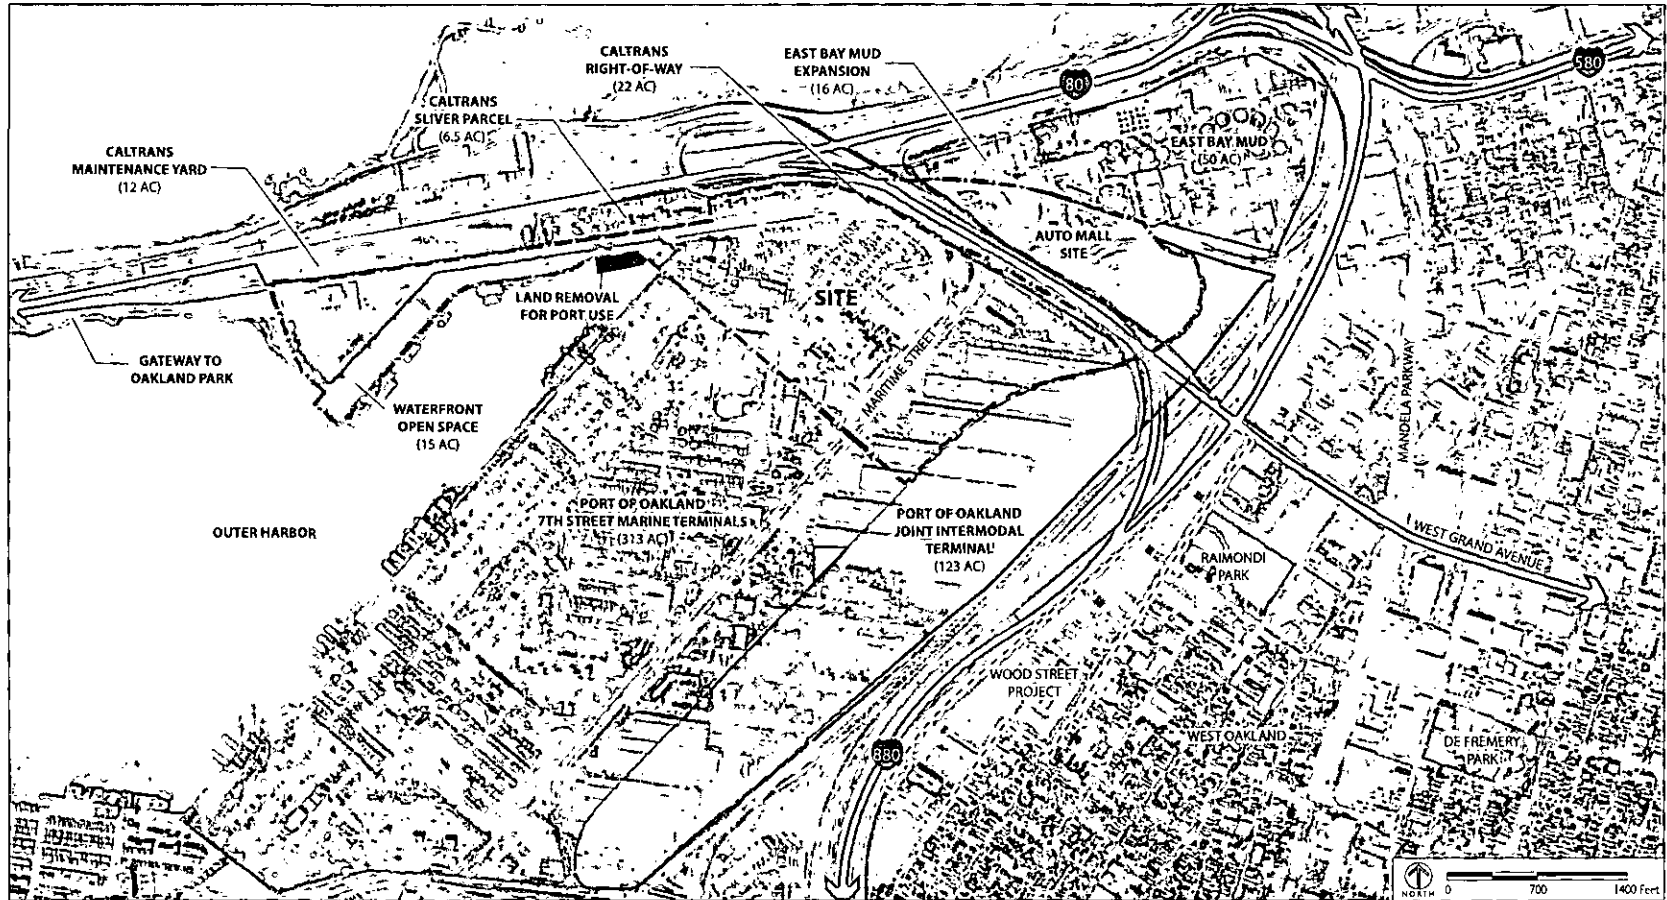 CALTRANS
RIGHT-OF-WAY
(22 AC)
EAST BAY MUD
EXPANSION
(16 AC)
580
80
CALTRANS
SLIVER PARCEL
(6.5 AC)
EAST BAY MUD
(50 AC)
CALTRANS
MAINTENANCE YARD
(12 AC)
AUTO MALL
SITE
LAND REMOVAL
FOR PORT USE
SITE
GATEWAY TO
OAKLAND PARK
MARITIME STREET
MANDELA PARKWAY
WATERFRONT
OPEN SPACE
(15 AC)
OUTER HARBOR
PORT OF OAKLAND
7TH STREET MARINE TERMINALS
(313 AC)
PORT OF OAKLAND
JOINT INTERMODAL
TERMINAL
(123 AC)
WEST GRAND AVENUE
RAIMONDI
PARK
WOOD STREET
PROJECT
WEST OAKLAND
DE FREMERY
PARK
880
NORTH
0 700 1400 Feet